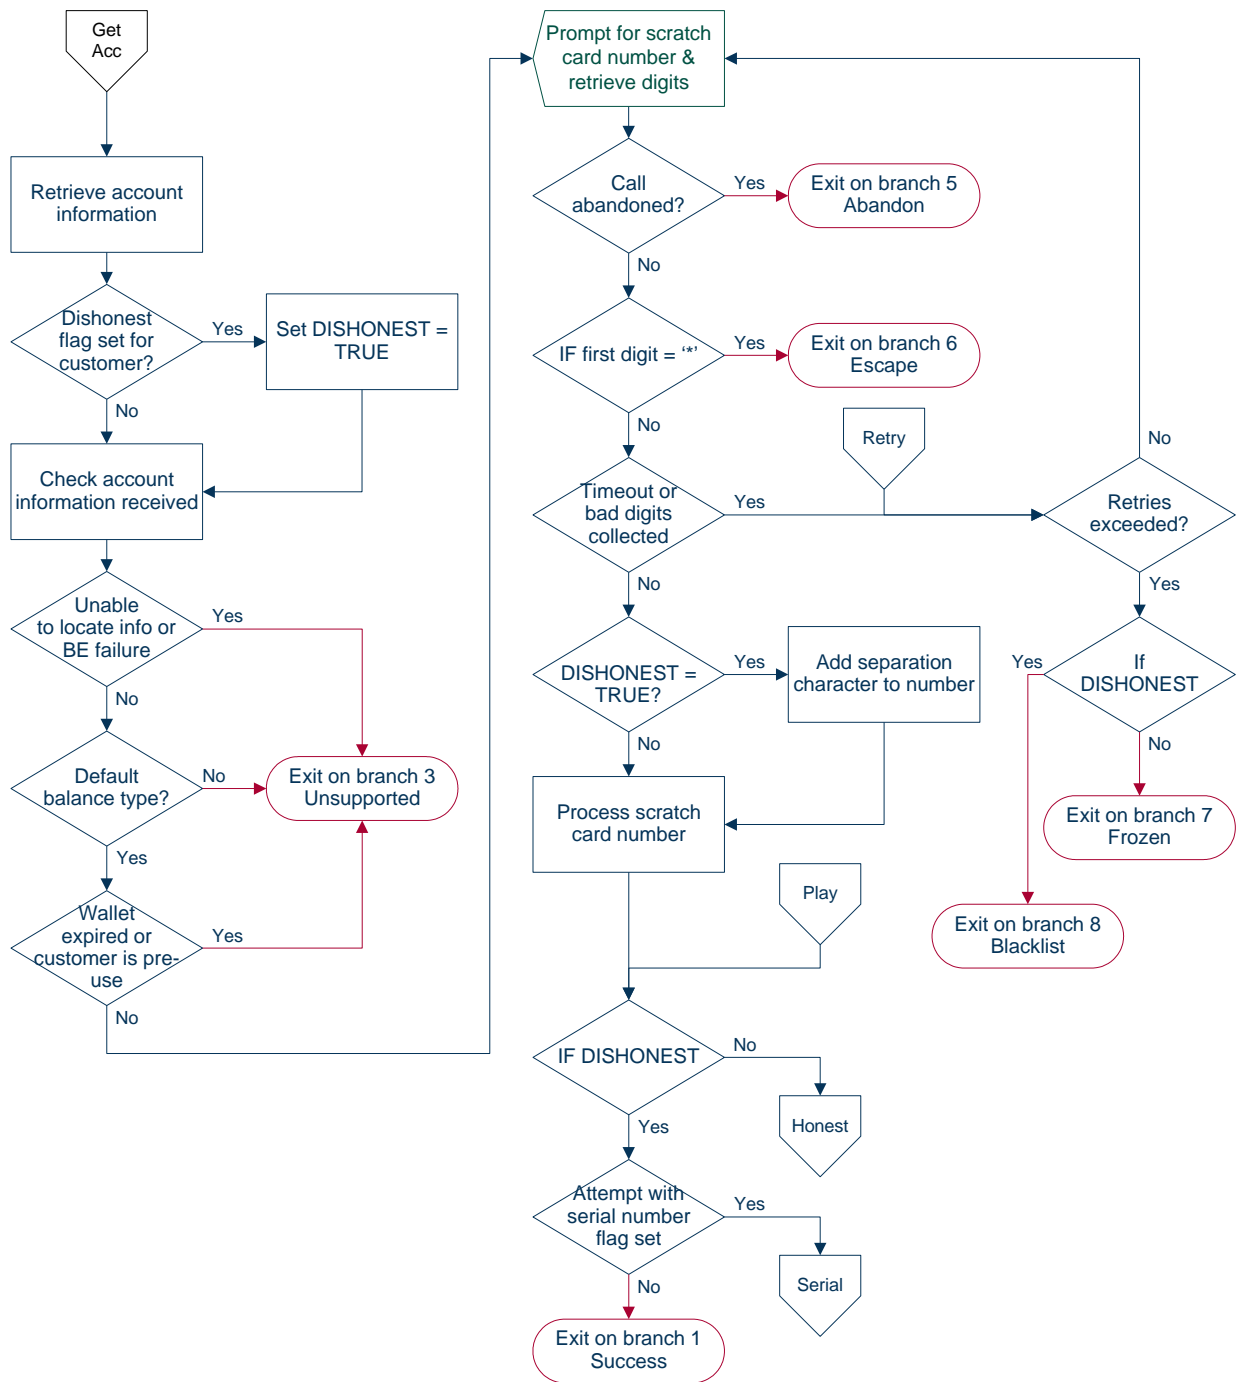 Get
Acc
Retrieve account
information
Dishonest
flag set for
customer?
Yes
Set DISHONEST =
TRUE
No
Check account
information received
Unable
to locate info or
BE failure
Yes
No
Default
balance type?
No
Exit on branch 3
Unsupported
Yes
Wallet
expired or
customer is pre-
use
Yes
No
Prompt for scratch
card number &
retrieve digits
Call
abandoned?
Yes
Exit on branch 5
Abandon
No
IF first digit = ‘*’
Yes
Exit on branch 6
Escape
No
Retry
Timeout or
bad digits
collected
Yes
No
Retries
exceeded?
No
Yes
DISHONEST =
TRUE?
Yes
Add separation
character to number
No
If
DISHONEST
Yes
No
Exit on branch 7
Frozen
Exit on branch 8
Blacklist
Process scratch
card number
Play
IF DISHONEST
No
Honest
Yes
Attempt with
serial number
flag set
Yes
Serial
No
Exit on branch 1
Success